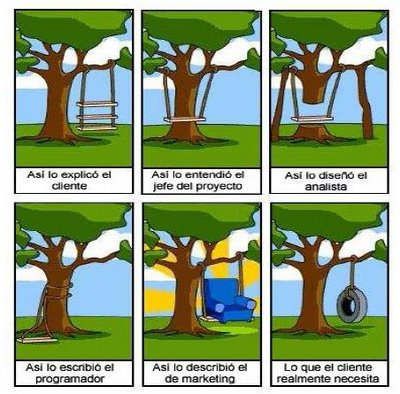 Así lo explicó el
cliente
Así lo entendió el
jefe del proyecto
Así lo diseñó el
analista
Así lo escribió el
programador
Así lo describió el
de marketing
Lo que el cliente
realmente necesita